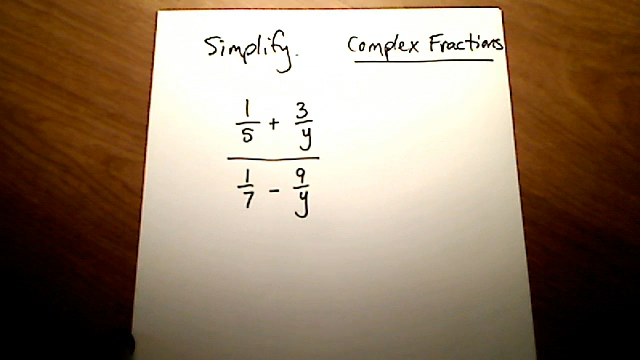 Simplify. Complex Fractions
1/5 + 3/y
1/7 - 9/y